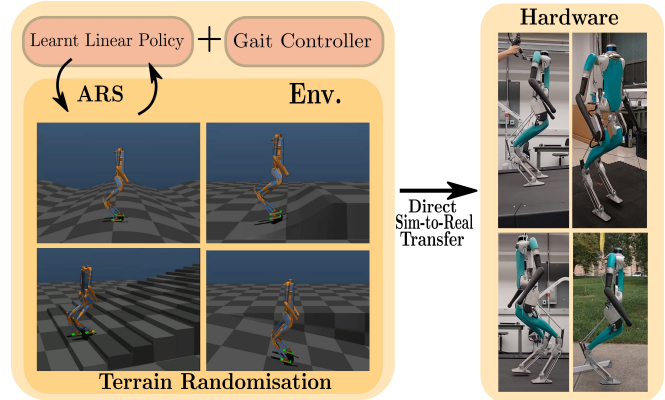 Learnt Linear Policy + Gait Controller
ARS
Env.
Terrain Randomisation
Direct
Sim-to-Real
Transfer
Hardware